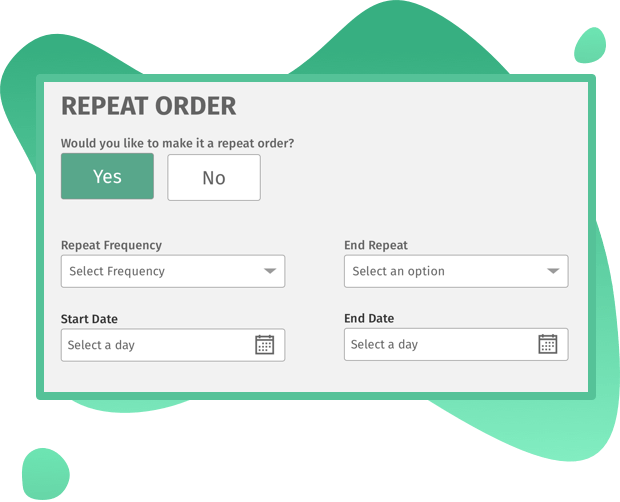 REPEAT ORDER
Would you like to make it a repeat order?
Yes No
Repeat Frequency End Repeat
Select Frequency Select an option
Start Date End Date
Select a day Select a day